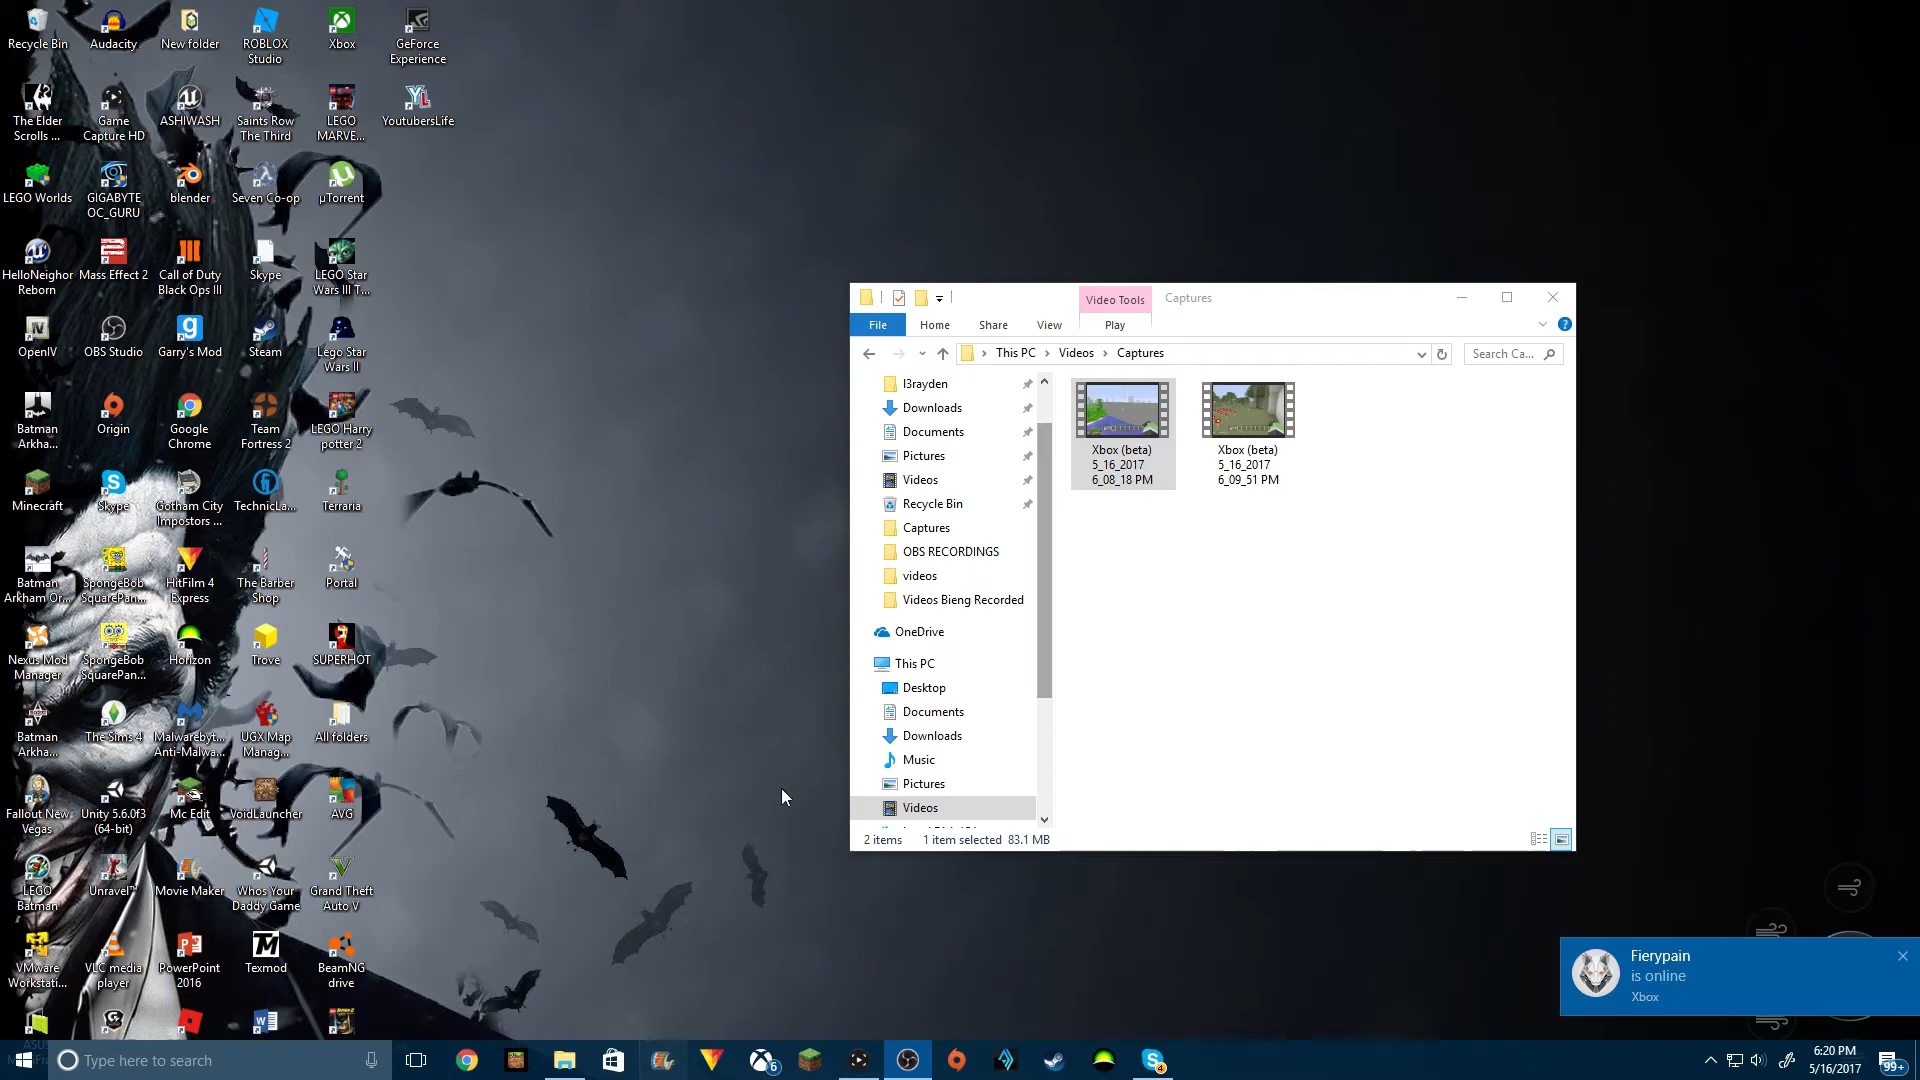 Recycle Bin
Audacity
New folder
ROBLOX
Studio
Xbox
GeForce
Experience
The Elder
Scrolls ...
Game
Capture HD
ASHIWASH
Saints Row
The Third
LEGO
MARVE...
YoutubersLife
LEGO Worlds
GIGABYTE
OC_GURU
blender
Seven Co-op
µTorrent
HelloNeighor
Reborn
Mass Effect 2
Call of Duty
Black Ops III
Skype
LEGO Star
Wars III T...
OpenIV
OBS Studio
Garry's Mod
Steam
Lego Star
Wars II
Batman
Arkha...
Origin
Google
Chrome
Team
Fortress 2
LEGO Harry
potter 2
Minecraft
Skype
Gotham City
Impostors ...
TechnicLa...
Terraria
Batman
Arkham Or...
SpongeBob
SquarePan...
HitFilm 4
Express
The Barber
Shop
Portal
Nexus Mod
Manager
SpongeBob
SquarePan...
Horizon
Trove
SUPERHOT
Batman
Arkha...
The Sims 4
Malwarebyt...
Anti-Malwa...
UGX Map
Manag...
All folders
Fallout New
Vegas
Unity 5.6.0f3
(64-bit)
Mc Edit
VoidLauncher
AVG
LEGO
Batman
Unravel™
Movie Maker
Whos Your
Daddy Game
Grand Theft
Auto V
VMware
Workstati...
VLC media
player
PowerPoint
2016
Texmod
BeamNG
drive
Video Tools
Captures
File
Home
Share
View
Play
This PC
Videos
Captures
Search Ca...
l3rayden
Downloads
Documents
Pictures
Videos
Recycle Bin
Captures
OBS RECORDINGS
videos
Videos Bieng Recorded
OneDrive
This PC
Desktop
Documents
Downloads
Music
Pictures
Videos
Xbox (beta)
5_16_2017
6_08_18 PM
Xbox (beta)
5_16_2017
6_09_51 PM
2 items
1 item selected 83.1 MB
Fierypain
is online
Xbox
Type here to search
6
4
6:20 PM
5/16/2017
99+